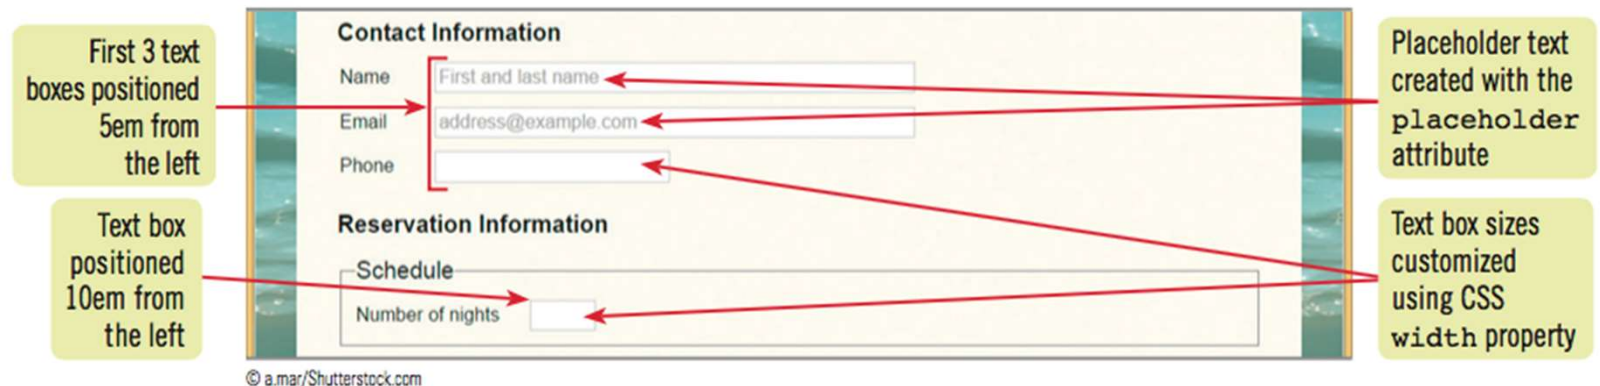 First 3 text
boxes positioned
5em from
the left
Text box
positioned
10em from
the left
Contact Information
Name
First and last name
Email
address@example.com
Phone
Reservation Information
Schedule
Number of nights
Placeholder text
created with the
placeholder
attribute
Text box sizes
customized
using CSS
width property
© a.mar/Shutterstock.com